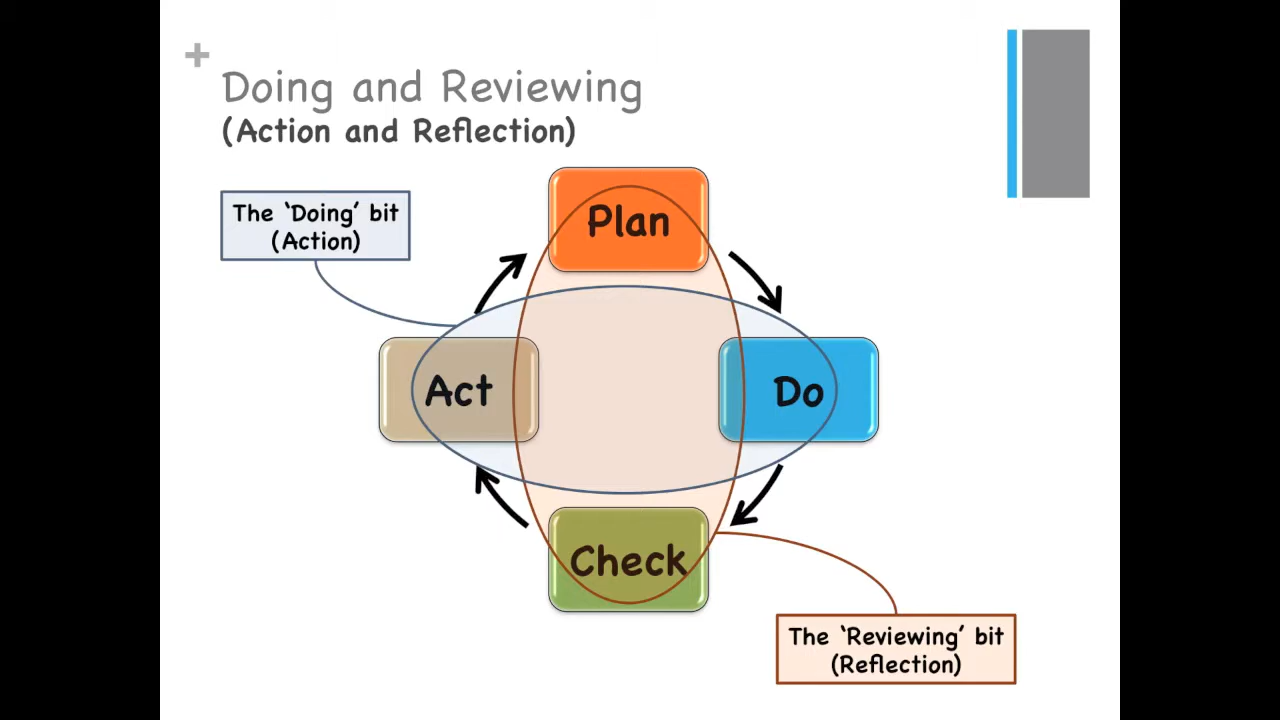 +
Doing and Reviewing
(Action and Reflection)
The ‘Doing’ bit
(Action)
Plan
Act
Do
Check
The ‘Reviewing’ bit
(Reflection)